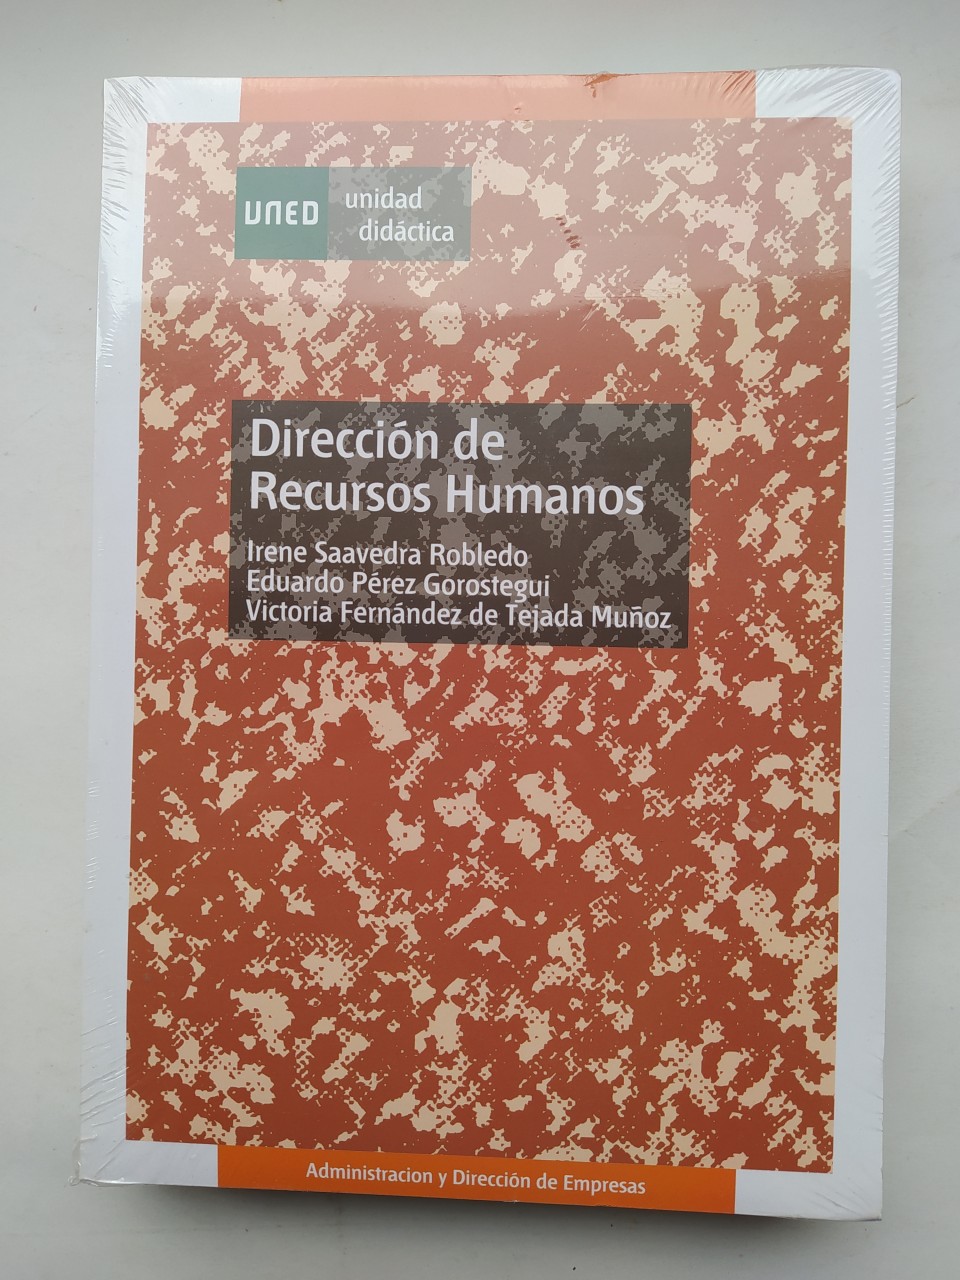 UNED
unidad
didáctica
Dirección de
Recursos Humanos
Irene Saavedra Robledo
Eduardo Pérez Gorostegui
Victoria Fernández de Tejada Muñoz
Administracion y Dirección de Empresas